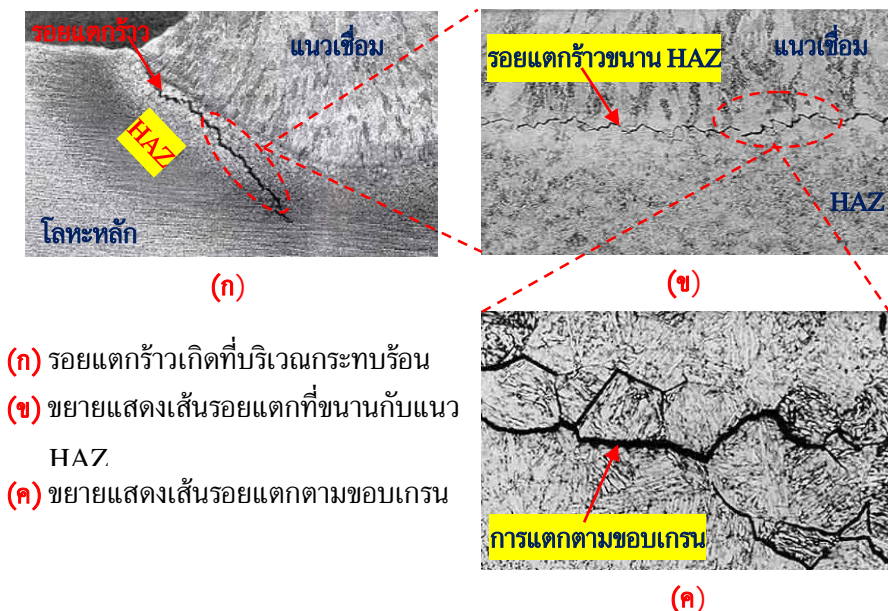 รอยแตกร้าว
แนวเชื่อม
HAZ
โลหะหลัก
(ก)
รอยแตกร้าวขนาน HAZ
แนวเชื่อม
HAZ
(ข)
(ก) รอยแตกร้าวเกิดที่บริเวณกระทบร้อน
(ข) ขยายแสดงเส้นรอยแตกที่ขนานกับแนว
HAZ
(ค) ขยายแสดงเส้นรอยแตกตามขอบเกรน
การแตกตามขอบเกรน
(ค)